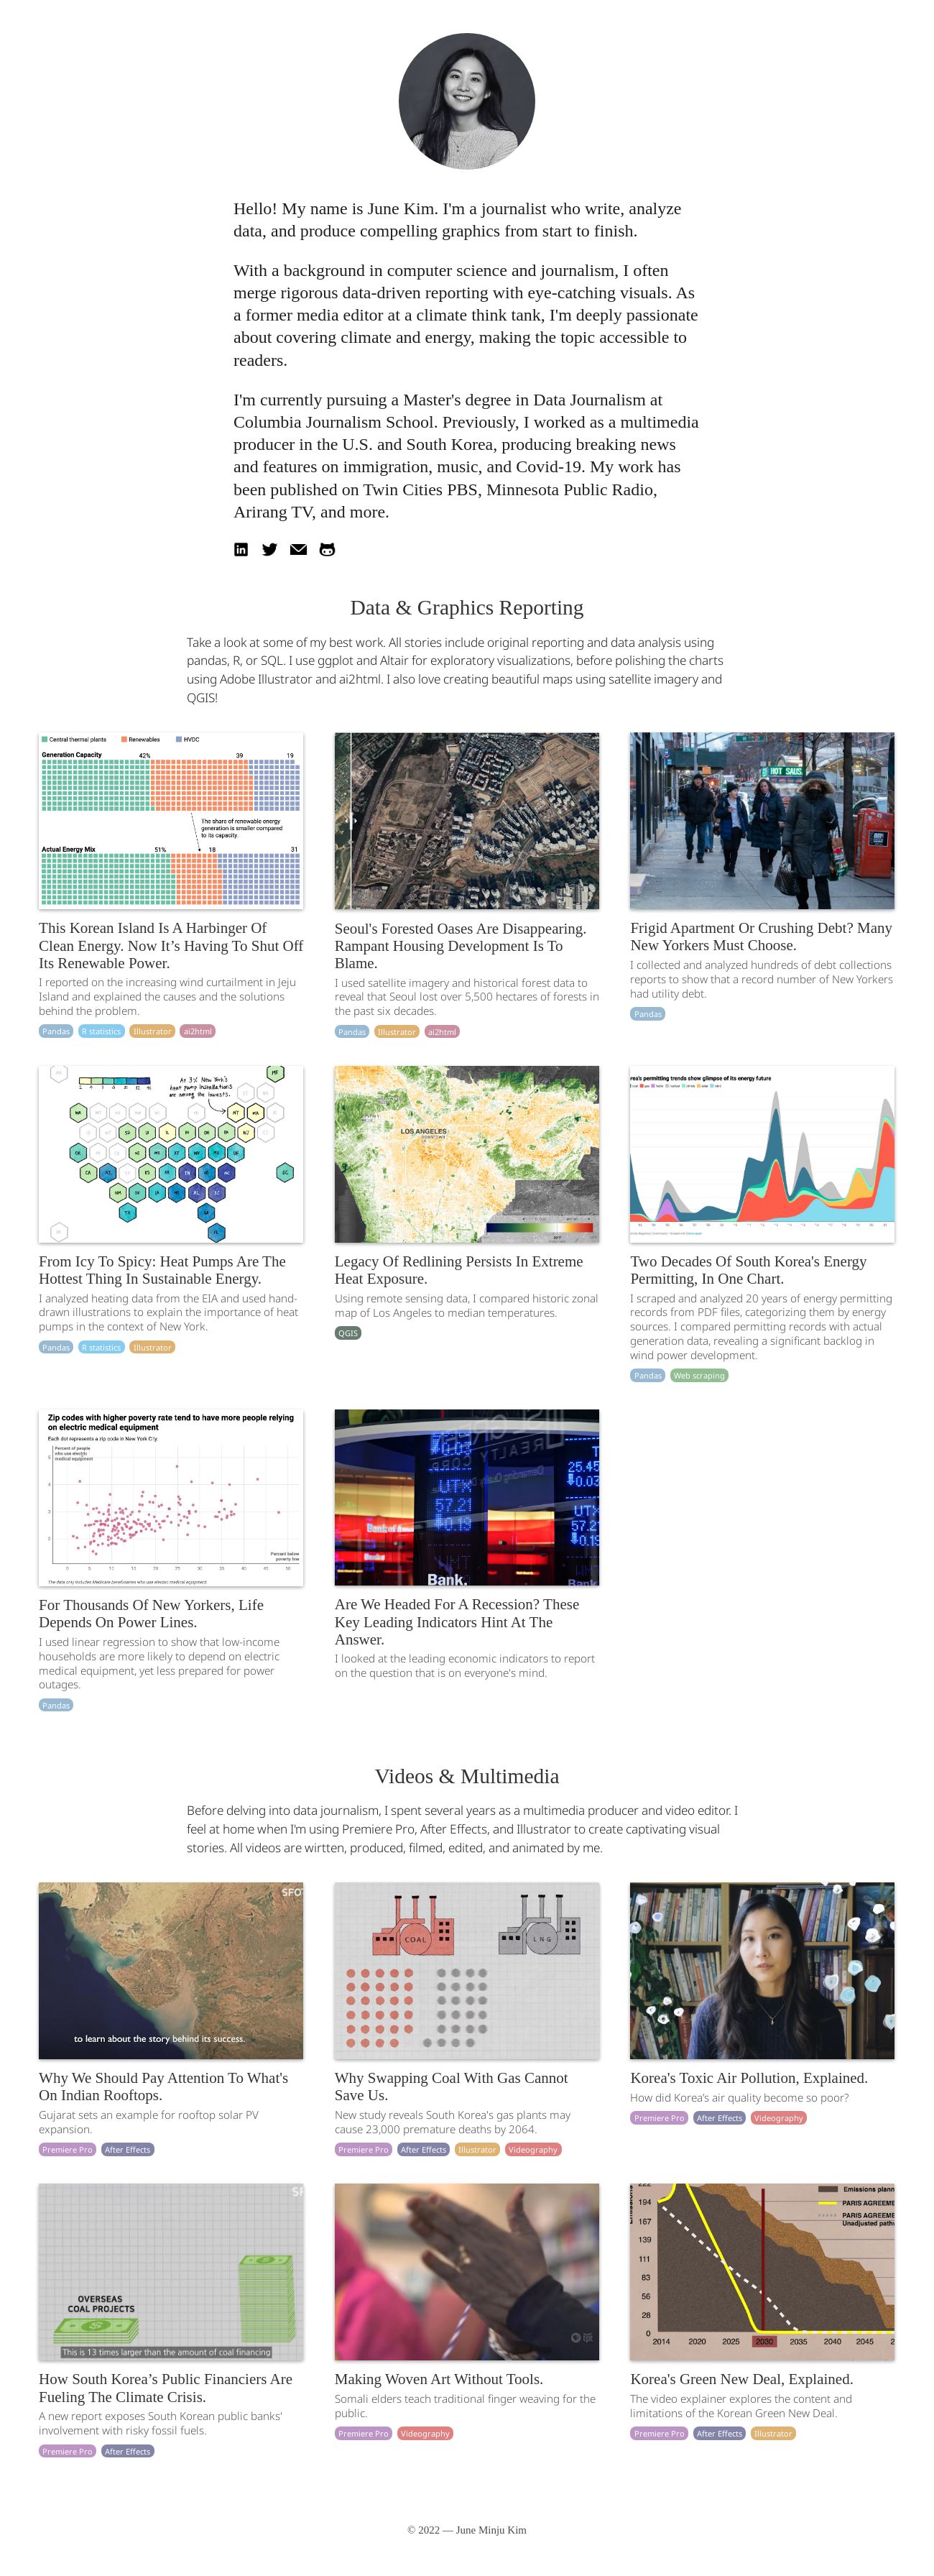 Hello! My name is June Kim. I'm a journalist who write, analyze
data, and produce compelling graphics from start to finish.
With a background in computer science and journalism, I often
merge rigorous data-driven reporting with eye-catching visuals. As
a former media editor at a climate think tank, I'm deeply passionate
about covering climate and energy, making the topic accessible to
readers.
I'm currently pursuing a Master's degree in Data Journalism at
Columbia Journalism School. Previously, I worked as a multimedia
producer in the U.S. and South Korea, producing breaking news
and features on immigration, music, and Covid-19. My work has
been published on Twin Cities PBS, Minnesota Public Radio,
Arirang TV, and more.
Data & Graphics Reporting
Take a look at some of my best work. All stories include original reporting and data analysis using
pandas, R, or SQL. I use ggplot and Altair for exploratory visualizations, before polishing the charts
using Adobe Illustrator and ai2html. I also love creating beautiful maps using satellite imagery and
QGIS!
Central thermal plants Renewables HVDC
Generation Capacity 42% 39 19
The share of renewable energy
generation is smaller compared
to its capacity.
Actual Energy Mix 51% 18 31
This Korean Island Is A Harbinger Of
Clean Energy. Now It’s Having To Shut Off
Its Renewable Power.
I reported on the increasing wind curtailment in Jeju
Island and explained the causes and the solutions
behind the problem.
Pandas R statistics Illustrator ai2html
Seoul's Forested Oases Are Disappearing.
Rampant Housing Development Is To
Blame.
I used satellite imagery and historical forest data to
reveal that Seoul lost over 5,500 hectares of forests in
the past six decades.
Pandas Illustrator ai2html
HOT SAUS
Frigid Apartment Or Crushing Debt? Many
New Yorkers Must Choose.
I collected and analyzed hundreds of debt collections
reports to show that a record number of New Yorkers
had utility debt.
Pandas
At 3% New York's
heat pump installations
are among the lowest.
From Icy To Spicy: Heat Pumps Are The
Hottest Thing In Sustainable Energy.
I analyzed heating data from the EIA and used hand-
drawn illustrations to explain the importance of heat
pumps in the context of New York.
Pandas R statistics Illustrator
LOS ANGELES
Legacy Of Redlining Persists In Extreme
Heat Exposure.
Using remote sensing data, I compared historic zonal
map of Los Angeles to median temperatures.
QGIS
rea's permitting trends show glimpse of its energy future
Two Decades Of South Korea's Energy
Permitting, In One Chart.
I scraped and analyzed 20 years of energy permitting
records from PDF files, categorizing them by energy
sources. I compared permitting records with actual
generation data, revealing a significant backlog in
wind power development.
Pandas Web scraping
Zip codes with higher poverty rate tend to have more people relying
on electric medical equipment
Each dot represents a zip code in New York City.
Percent of people
who use electric
medical equipment
Percent below
poverty line
0 5 10 15 20 25 30 35 40 45 50
The data only includes Medicare beneficiaries who use electric medical equipment.
For Thousands Of New Yorkers, Life
Depends On Power Lines.
I used linear regression to show that low-income
households are more likely to depend on electric
medical equipment, yet less prepared for power
outages.
Pandas
UTX
57.21
0.19
25.45
0.03
Bank.
Are We Headed For A Recession? These
Key Leading Indicators Hint At The
Answer.
I looked at the leading economic indicators to report
on the question that is on everyone's mind.
Videos & Multimedia
Before delving into data journalism, I spent several years as a multimedia producer and video editor. I
feel at home when I'm using Premiere Pro, After Effects, and Illustrator to create captivating visual
stories. All videos are wirtten, produced, filmed, edited, and animated by me.
to learn about the story behind its success.
Why We Should Pay Attention To What's
On Indian Rooftops.
Gujarat sets an example for rooftop solar PV
expansion.
Premiere Pro After Effects
COAL LNG
Why Swapping Coal With Gas Cannot
Save Us.
New study reveals South Korea's gas plants may
cause 23,000 premature deaths by 2064.
Premiere Pro After Effects Illustrator Videography
Korea's Toxic Air Pollution, Explained.
How did Korea's air quality become so poor?
Premiere Pro After Effects Videography
OVERSEAS
COAL PROJECTS
This is 13 times larger than the amount of coal financing
How South Korea’s Public Financiers Are
Fueling The Climate Crisis.
A new report exposes South Korean public banks'
involvement with risky fossil fuels.
Premiere Pro After Effects
Making Woven Art Without Tools.
Somali elders teach traditional finger weaving for the
public.
Premiere Pro Videography
Emissions plann
PARIS AGREEME
PARIS AGREEME
Unadjusted path
222
194
167
139
111
83
56
28
0
2014 2020 2025 2030 2035 2040 2045 2
Korea's Green New Deal, Explained.
The video explainer explores the content and
limitations of the Korean Green New Deal.
Premiere Pro After Effects Illustrator
© 2022 — June Minju Kim